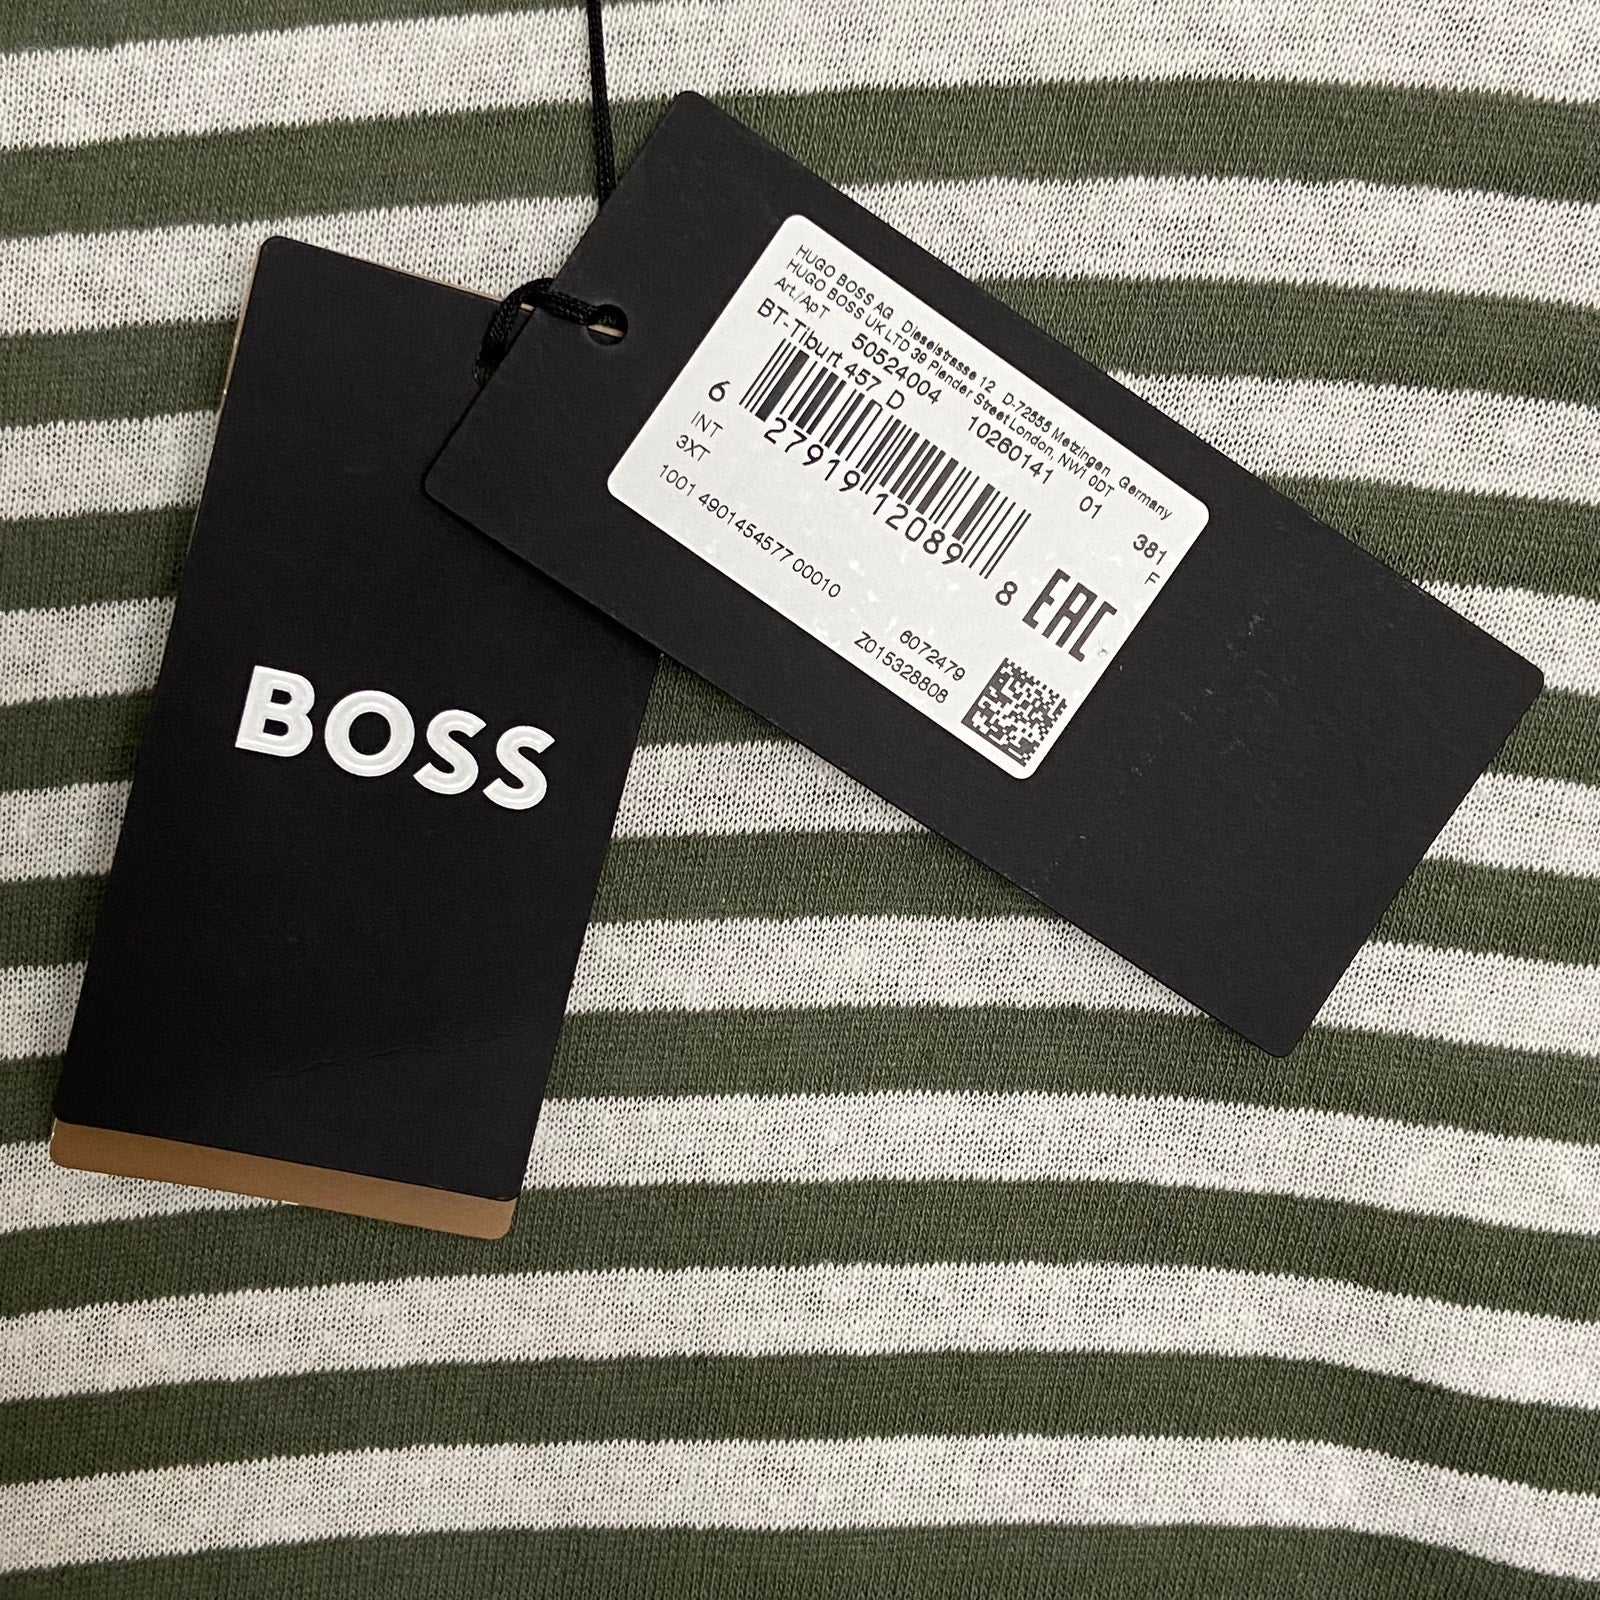 BOSS
HUGO BOSS AG Dieselstrasse 12 D-72555 Metzingen Germany
HUGO BOSS UK LTD 39 Plender Street London, NW1 0DT
Art./Арт 50524004 10260141 01 381
BT-Tiburt 457 D F
6 27919 12089 8
INT
3XT
EAC
1001 4901454577 00010
6072479
Z015328808